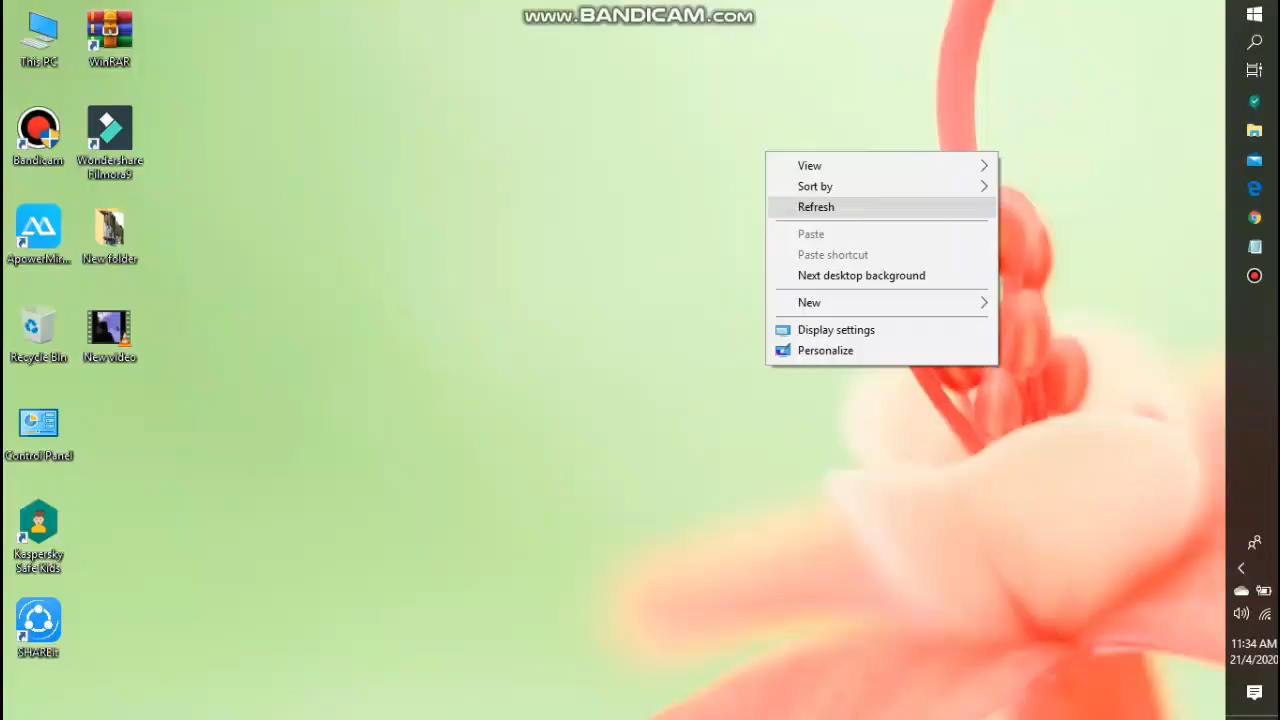 www.BANDICAM.com
This PC
WinRAR
Bandicam
Wondershare
Filmora9
ApowerMirr...
New folder
Recycle Bin
New video
Control Panel
Kaspersky
Safe Kids
SHAREit
View
Sort by
Refresh
Paste
Paste shortcut
Next desktop background
New
Display settings
Personalize
11:34 AM
21/4/2020